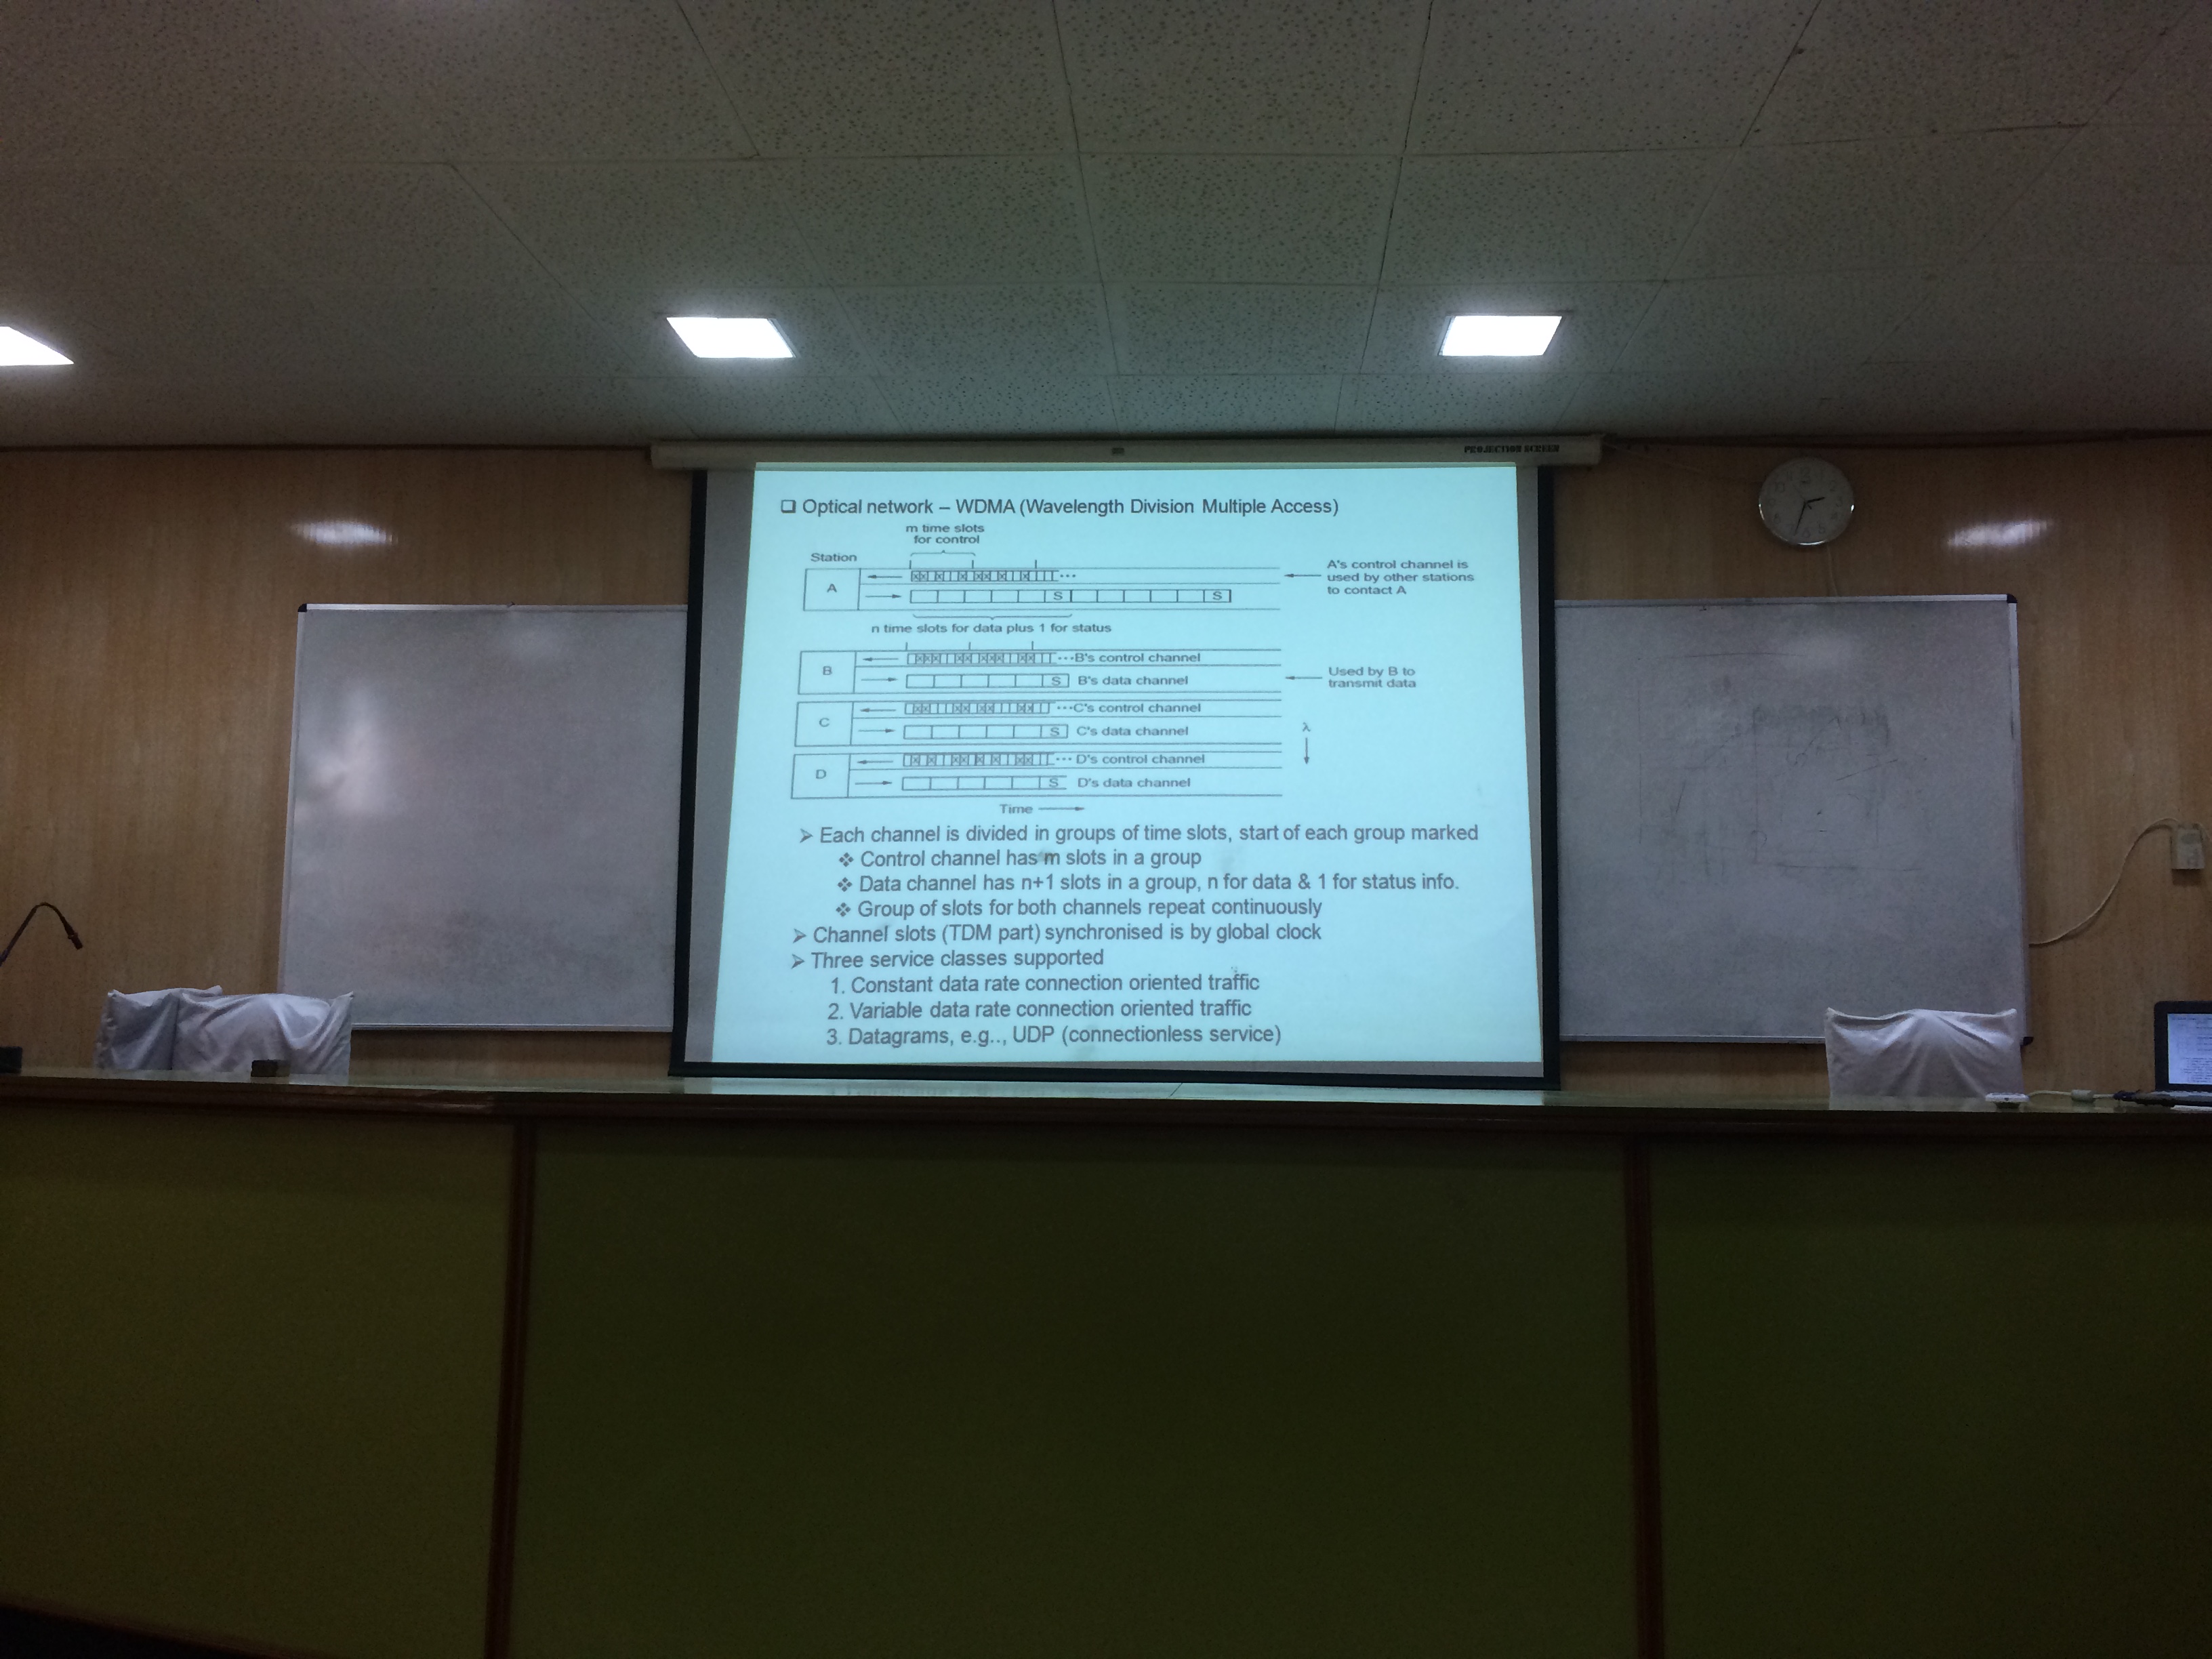 PROJECTION SCREEN
❑ Optical network – WDMA (Wavelength Division Multiple Access)
m time slots
for control
Station
A
S
S
A's control channel is
used by other stations
to contact A
n time slots for data plus 1 for status
B
B's control channel
S
B's data channel
Used by B to
transmit data
C
C's control channel
S
C's data channel
λ
D
D's control channel
S
D's data channel
Time
➢ Each channel is divided in groups of time slots, start of each group marked
❖ Control channel has m slots in a group
❖ Data channel has n+1 slots in a group, n for data & 1 for status info.
❖ Group of slots for both channels repeat continuously
➢ Channel slots (TDM part) synchronised is by global clock
➢ Three service classes supported
1. Constant data rate connection oriented traffic
2. Variable data rate connection oriented traffic
3. Datagrams, e.g.., UDP (connectionless service)